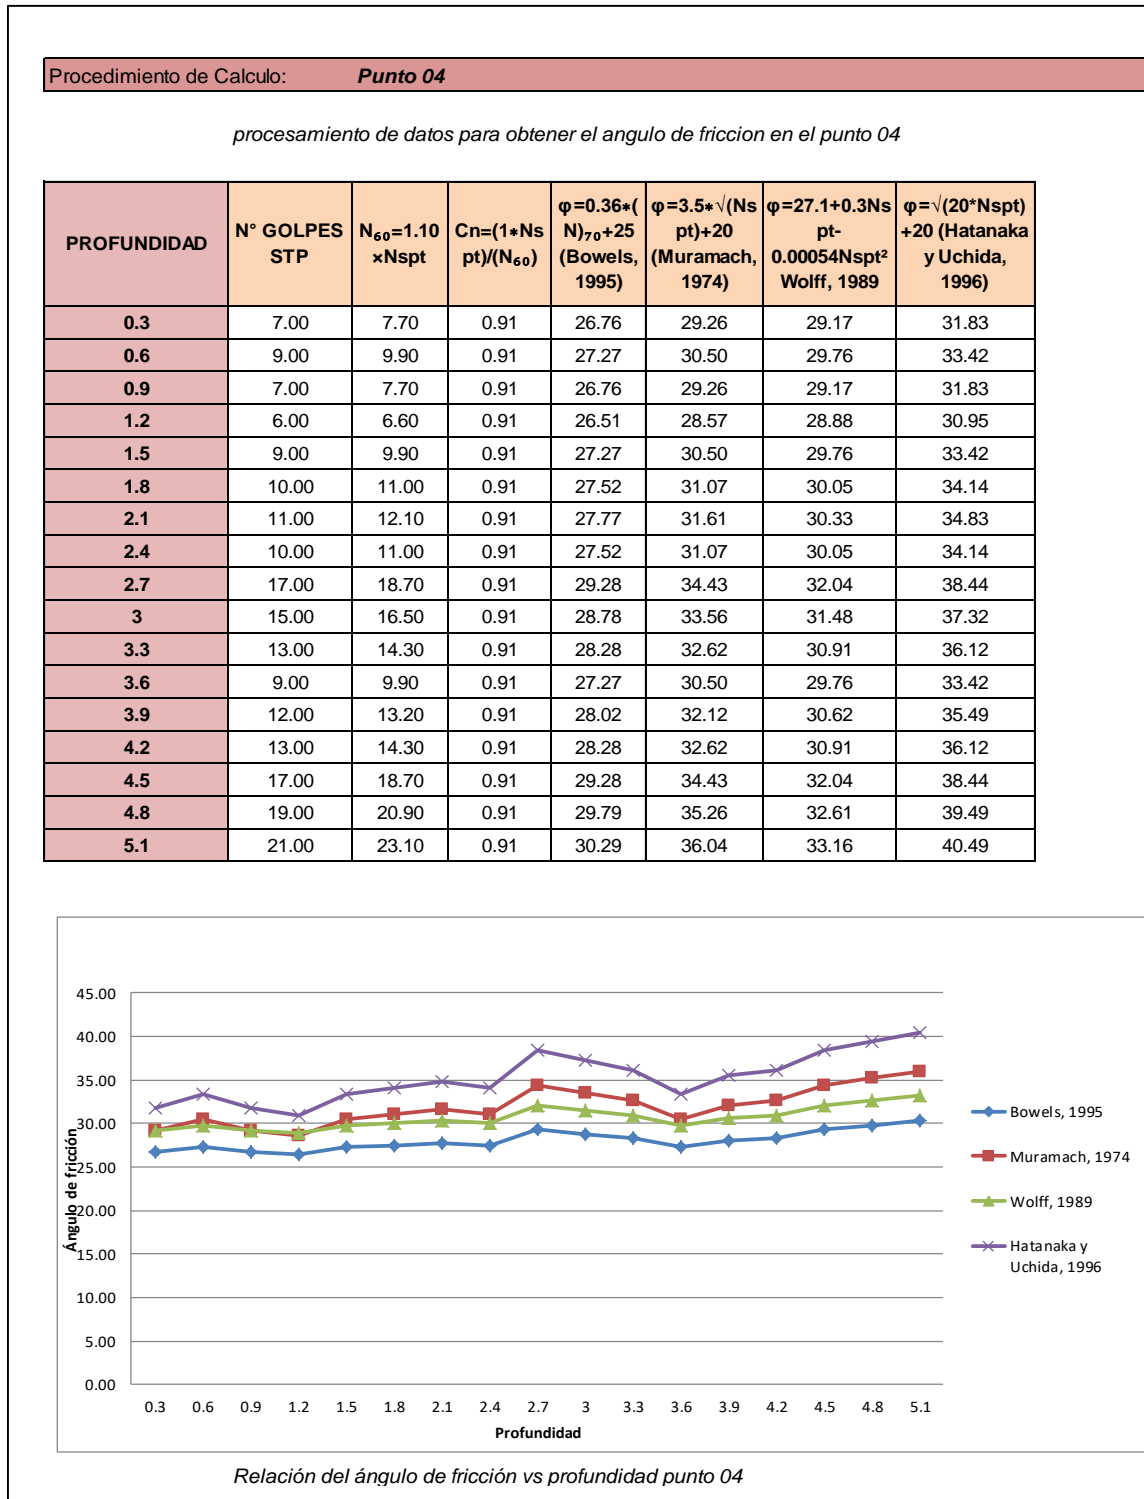 Procedimiento de Calculo: Punto 04
procesamiento de datos para obtener el angulo de friccion en el punto 04
PROFUNDIDAD N° GOLPES STP N₆₀=1.10 ×Nspt Cn=(1*Ns pt)/(N₆₀) φ=0.36*( N)₇₀+25 (Bowels, 1995) φ=3.5*√(Ns pt)+20 (Muramach, 1974) φ=27.1+0.3Ns pt- 0.00054Nspt² Wolff, 1989 φ=√(20*Nspt) +20 (Hatanaka y Uchida, 1996)
0.3 7.00 7.70 0.91 26.76 29.26 29.17 31.83
0.6 9.00 9.90 0.91 27.27 30.50 29.76 33.42
0.9 7.00 7.70 0.91 26.76 29.26 29.17 31.83
1.2 6.00 6.60 0.91 26.51 28.57 28.88 30.95
1.5 9.00 9.90 0.91 27.27 30.50 29.76 33.42
1.8 10.00 11.00 0.91 27.52 31.07 30.05 34.14
2.1 11.00 12.10 0.91 27.77 31.61 30.33 34.83
2.4 10.00 11.00 0.91 27.52 31.07 30.05 34.14
2.7 17.00 18.70 0.91 29.28 34.43 32.04 38.44
3 15.00 16.50 0.91 28.78 33.56 31.48 37.32
3.3 13.00 14.30 0.91 28.28 32.62 30.91 36.12
3.6 9.00 9.90 0.91 27.27 30.50 29.76 33.42
3.9 12.00 13.20 0.91 28.02 32.12 30.62 35.49
4.2 13.00 14.30 0.91 28.28 32.62 30.91 36.12
4.5 17.00 18.70 0.91 29.28 34.43 32.04 38.44
4.8 19.00 20.90 0.91 29.79 35.26 32.61 39.49
5.1 21.00 23.10 0.91 30.29 36.04 33.16 40.49
45.00
40.00
35.00
30.00
25.00
20.00
15.00
10.00
5.00
0.00
Ángulo de fricción
0.3 0.6 0.9 1.2 1.5 1.8 2.1 2.4 2.7 3 3.3 3.6 3.9 4.2 4.5 4.8 5.1
Profundidad
Bowels, 1995
Muramach, 1974
Wolff, 1989
Hatanaka y
Uchida, 1996
Relación del ángulo de fricción vs profundidad punto 04